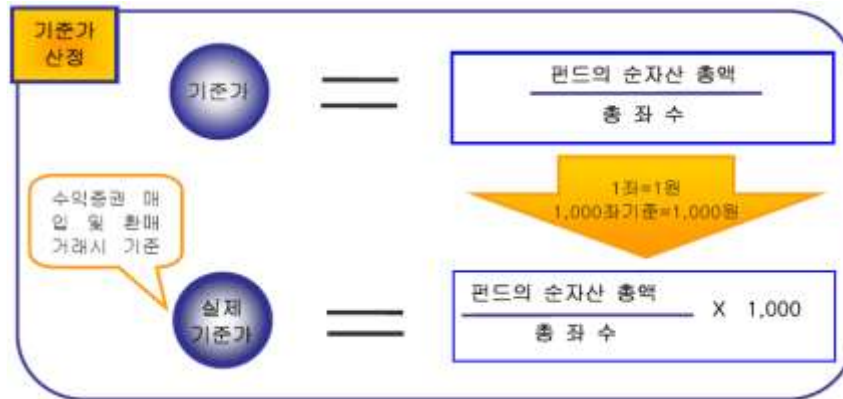 기준가
산정
기준가
펀드의 순자산 총액
총 좌 수
1좌=1원
1,000좌기준=1,000원
수익증권 매
입 및 환매
거래시 기준
실제
기준가
펀드의 순자산 총액
총 좌 수
X 1,000